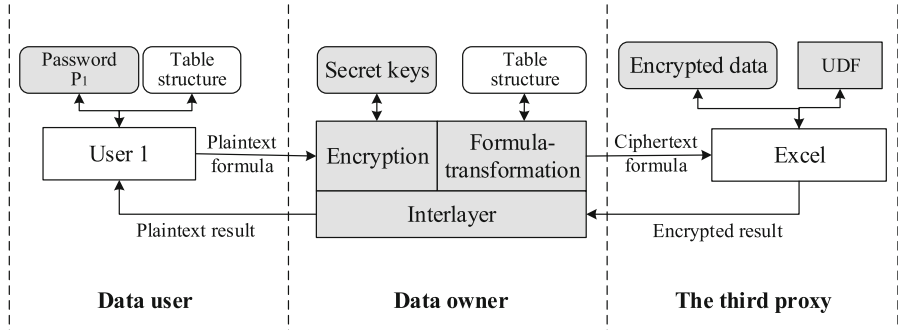 Password
P1
Table
structure
Secret keys
Table
structure
Encrypted data
UDF
User 1
Plaintext
formula
Encryption
Formula-
transformation
Ciphertext
formula
Excel
Interlayer
Plaintext result
Encrypted result
Data user
Data owner
The third proxy